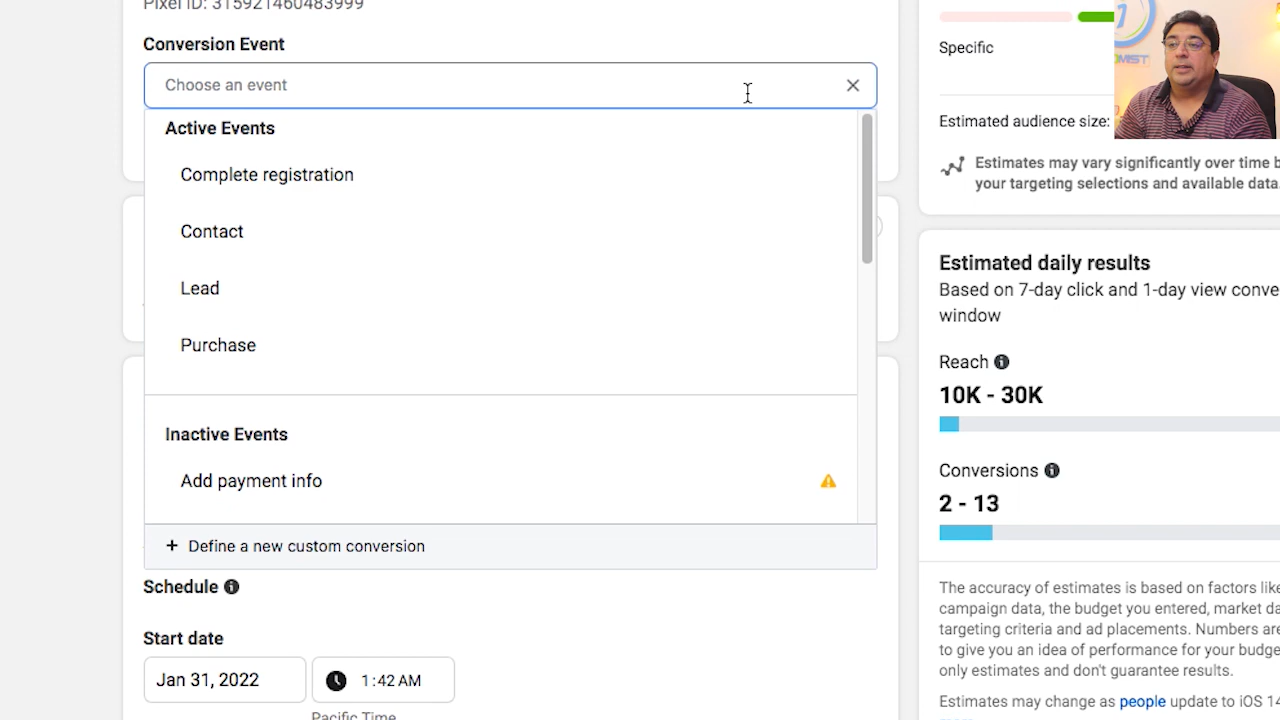 Pixel ID: 315921460483999
Conversion Event
Choose an event
Active Events
Complete registration
Contact
Lead
Purchase
Inactive Events
Add payment info
+ Define a new custom conversion
Schedule
Start date
Jan 31, 2022
1:42 AM
Pacific Time
Specific
Estimated audience size:
Estimates may vary significantly over time b
your targeting selections and available data.
Estimated daily results
Based on 7-day click and 1-day view conve
window
Reach
10K - 30K
Conversions
2 - 13
The accuracy of estimates is based on factors like
campaign data, the budget you entered, market da
targeting criteria and ad placements. Numbers are
to give you an idea of performance for your budge
only estimates and don't guarantee results.
Estimates may change as people update to iOS 14